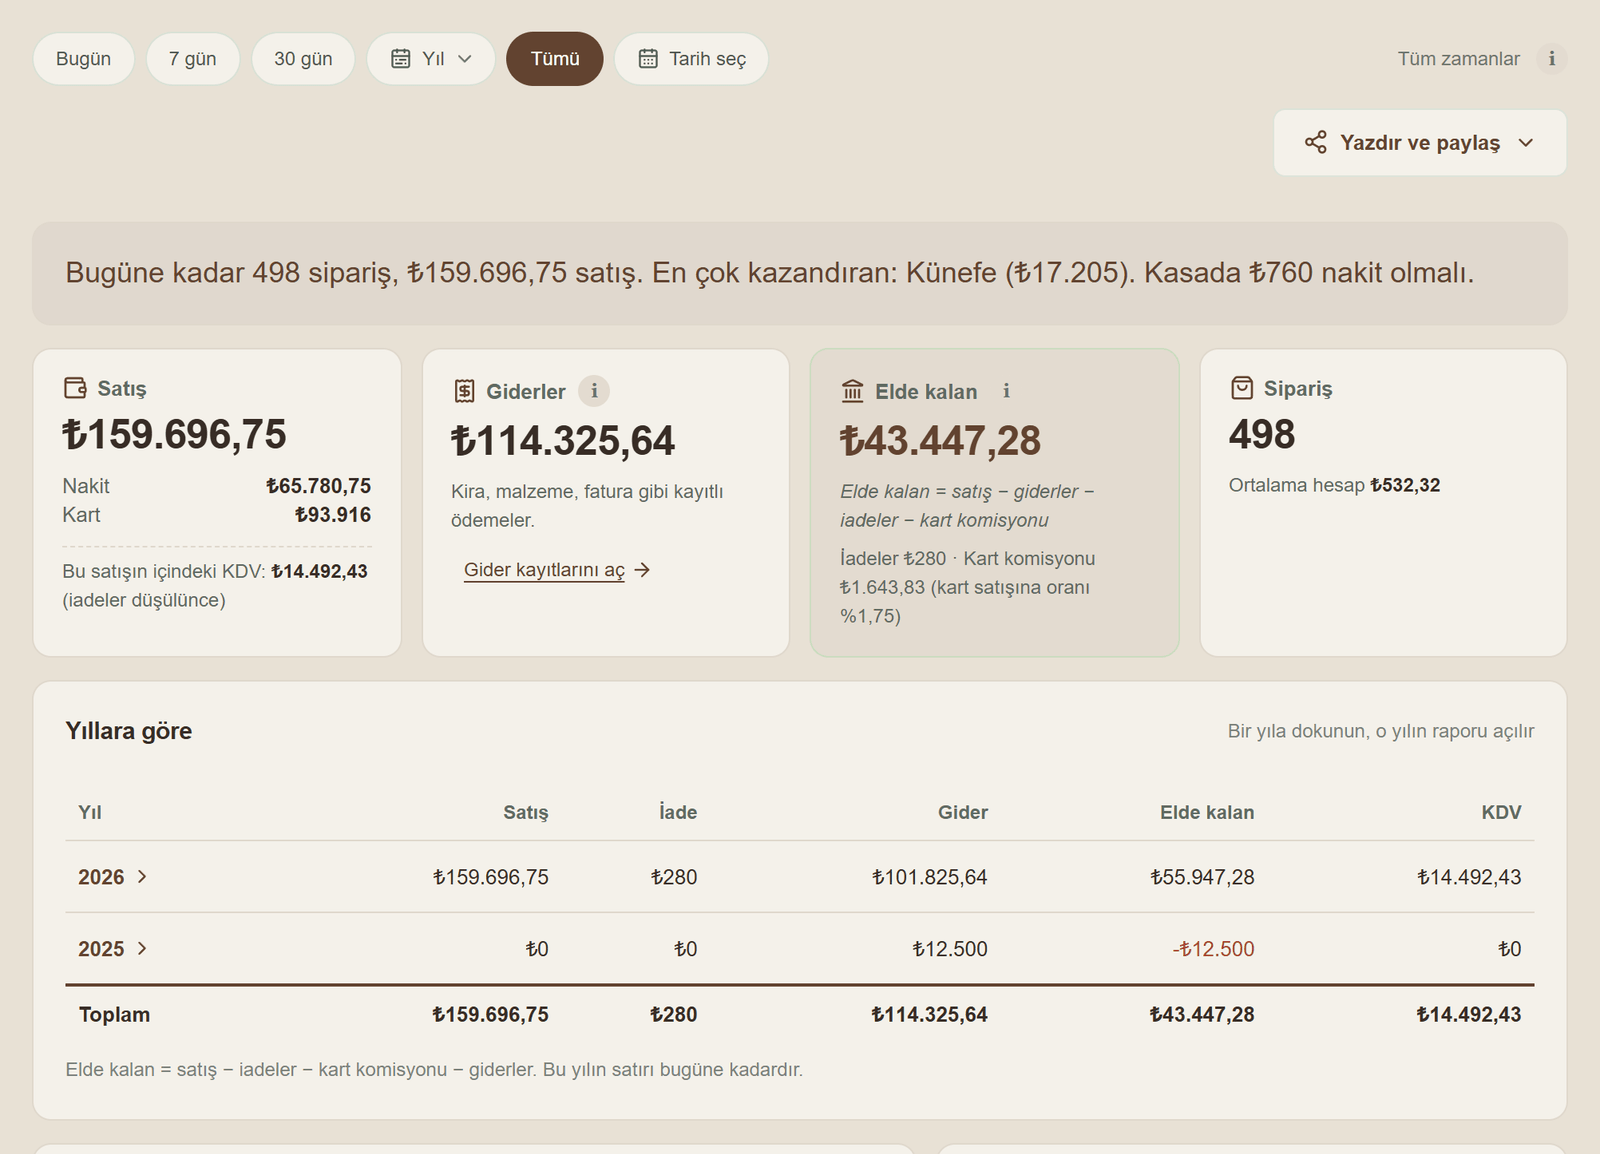 Bugün
7 gün
30 gün
Yıl
Tümü
Tarih seç
Tüm zamanlar
i
Yazdır ve paylaş
Bugüne kadar 498 sipariş, ₺159.696,75 satış. En çok kazandıran: Künefe (₺17.205). Kasada ₺760 nakit olmalı.
Satış
₺159.696,75
Nakit ₺65.780,75
Kart ₺93.916
Bu satışın içindeki KDV: ₺14.492,43
(iadeler düşülünce)
Giderler i
₺114.325,64
Kira, malzeme, fatura gibi kayıtlı
ödemeler.
Gider kayıtlarını aç →
Elde kalan i
₺43.447,28
Elde kalan = satış − giderler −
iadeler − kart komisyonu
İadeler ₺280 · Kart komisyonu
₺1.643,83 (kart satışına oranı
%1,75)
Sipariş
498
Ortalama hesap ₺532,32
Yıllara göre
Bir yıla dokunun, o yılın raporu açılır
Yıl Satış İade Gider Elde kalan KDV
2026 ₺159.696,75 ₺280 ₺101.825,64 ₺55.947,28 ₺14.492,43
2025 ₺0 ₺0 ₺12.500 -₺12.500 ₺0
Toplam ₺159.696,75 ₺280 ₺114.325,64 ₺43.447,28 ₺14.492,43
Elde kalan = satış − iadeler − kart komisyonu − giderler. Bu yılın satırı bugüne kadardır.